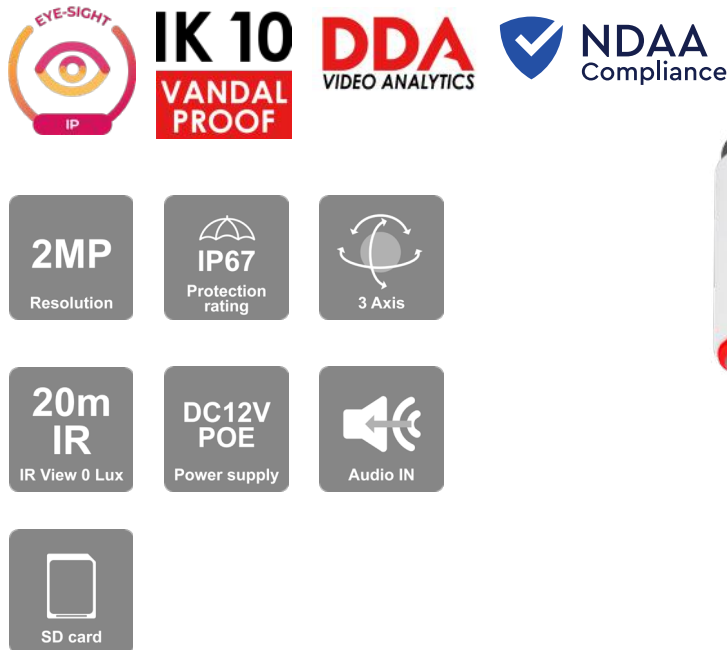 EYE-SIGHT
IP
IK 10
VANDAL
PROOF
DDA
VIDEO ANALYTICS
NDAA
Compliance
2MP
Resolution
IP67
Protection
rating
3 Axis
20m
IR
IR View 0 Lux
DC12V
POE
Power supply
Audio IN
SD card